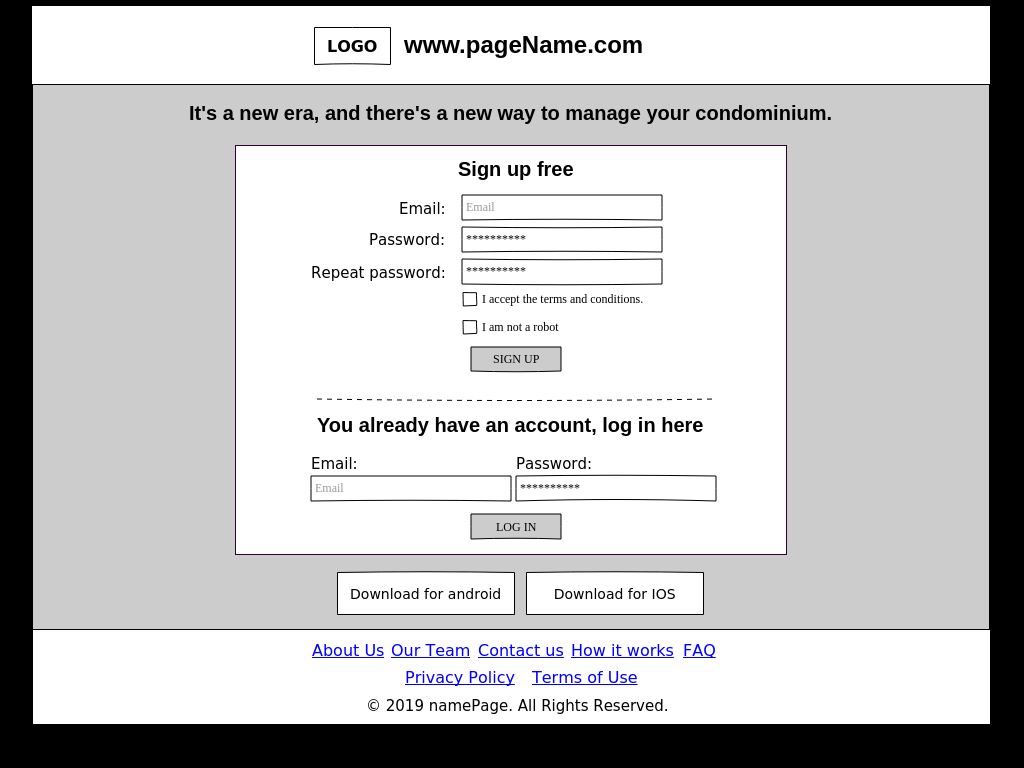 LOGO www.pageName.com
It's a new era, and there's a new way to manage your condominium.
Sign up free
Email: Email
Password: **********
Repeat password: **********
I accept the terms and conditions.
I am not a robot
SIGN UP
You already have an account, log in here
Email: Password:
Email **********
LOG IN
Download for android Download for IOS
About Us Our Team Contact us How it works FAQ
Privacy Policy Terms of Use
© 2019 namePage. All Rights Reserved.